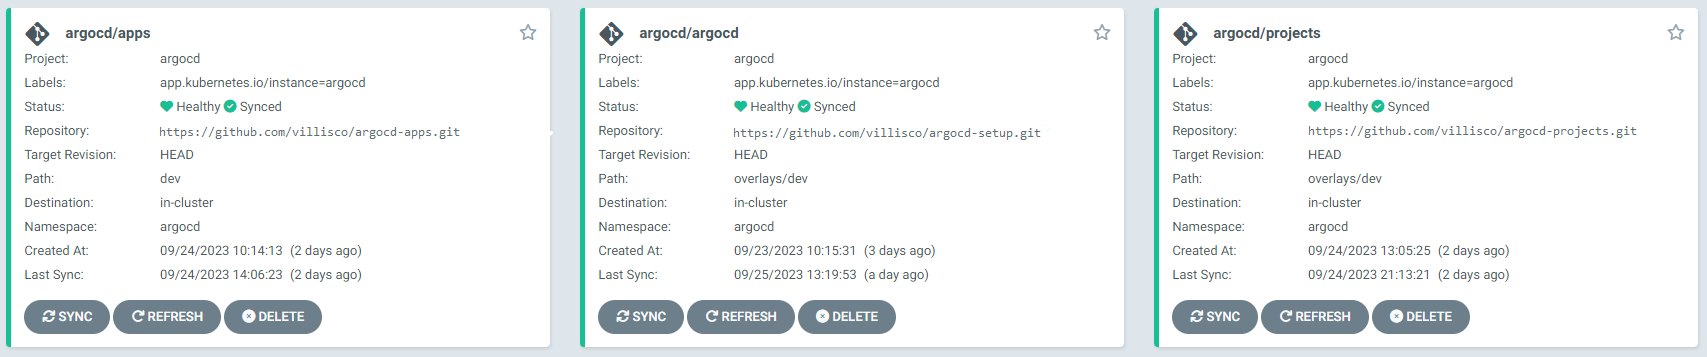 argocd/apps
Project: argocd
Labels: app.kubernetes.io/instance=argocd
Status: Healthy Synced
Repository: https://github.com/villisco/argocd-apps.git
Target Revision: HEAD
Path: dev
Destination: in-cluster
Namespace: argocd
Created At: 09/24/2023 10:14:13 (2 days ago)
Last Sync: 09/24/2023 14:06:23 (2 days ago)
SYNC REFRESH DELETE
argocd/argocd
Project: argocd
Labels: app.kubernetes.io/instance=argocd
Status: Healthy Synced
Repository: https://github.com/villisco/argocd-setup.git
Target Revision: HEAD
Path: overlays/dev
Destination: in-cluster
Namespace: argocd
Created At: 09/23/2023 10:15:31 (3 days ago)
Last Sync: 09/25/2023 13:19:53 (a day ago)
SYNC REFRESH DELETE
argocd/projects
Project: argocd
Labels: app.kubernetes.io/instance=argocd
Status: Healthy Synced
Repository: https://github.com/villisco/argocd-projects.git
Target Revision: HEAD
Path: overlays/dev
Destination: in-cluster
Namespace: argocd
Created At: 09/24/2023 13:05:25 (2 days ago)
Last Sync: 09/24/2023 21:13:21 (2 days ago)
SYNC REFRESH DELETE